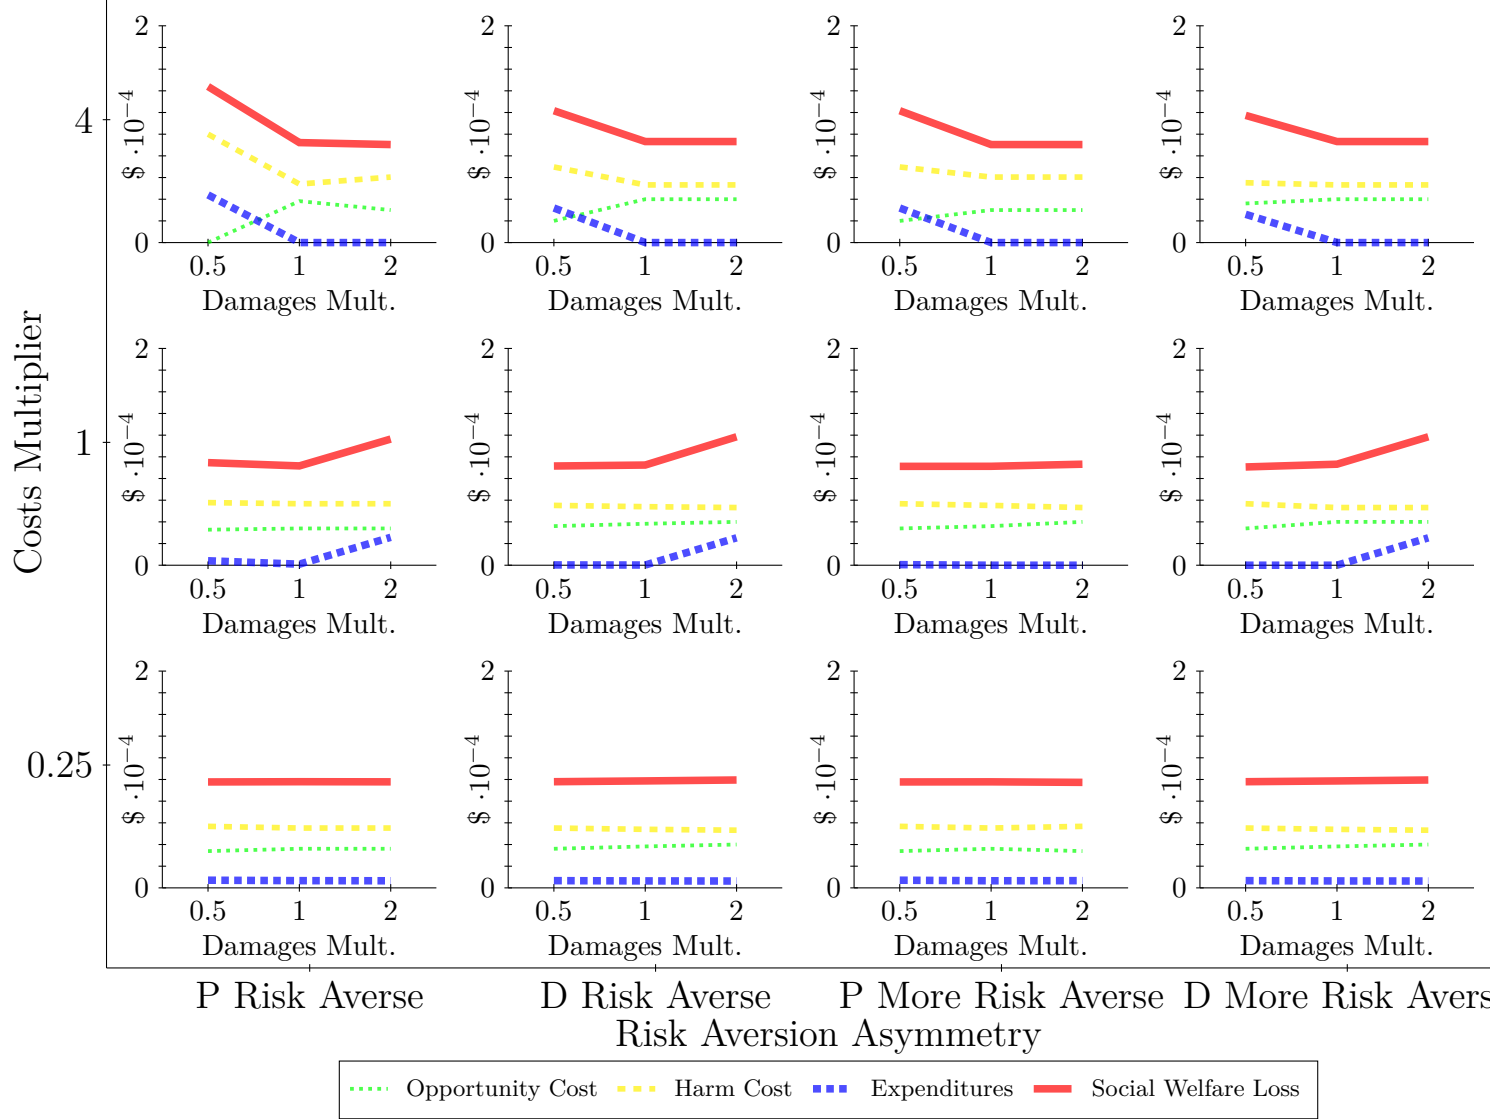 Costs Multiplier
4
2
$ ·10−4
0
0.5 1 2
Damages Mult.
2
$ ·10−4
0
0.5 1 2
Damages Mult.
2
$ ·10−4
0
0.5 1 2
Damages Mult.
2
$ ·10−4
0
0.5 1 2
Damages Mult.
1
2
$ ·10−4
0
0.5 1 2
Damages Mult.
2
$ ·10−4
0
0.5 1 2
Damages Mult.
2
$ ·10−4
0
0.5 1 2
Damages Mult.
2
$ ·10−4
0
0.5 1 2
Damages Mult.
0.25
2
$ ·10−4
0
0.5 1 2
Damages Mult.
2
$ ·10−4
0
0.5 1 2
Damages Mult.
2
$ ·10−4
0
0.5 1 2
Damages Mult.
2
$ ·10−4
0
0.5 1 2
Damages Mult.
P Risk Averse D Risk Averse P More Risk Averse D More Risk Avers
Risk Aversion Asymmetry
Opportunity Cost Harm Cost Expenditures Social Welfare Loss